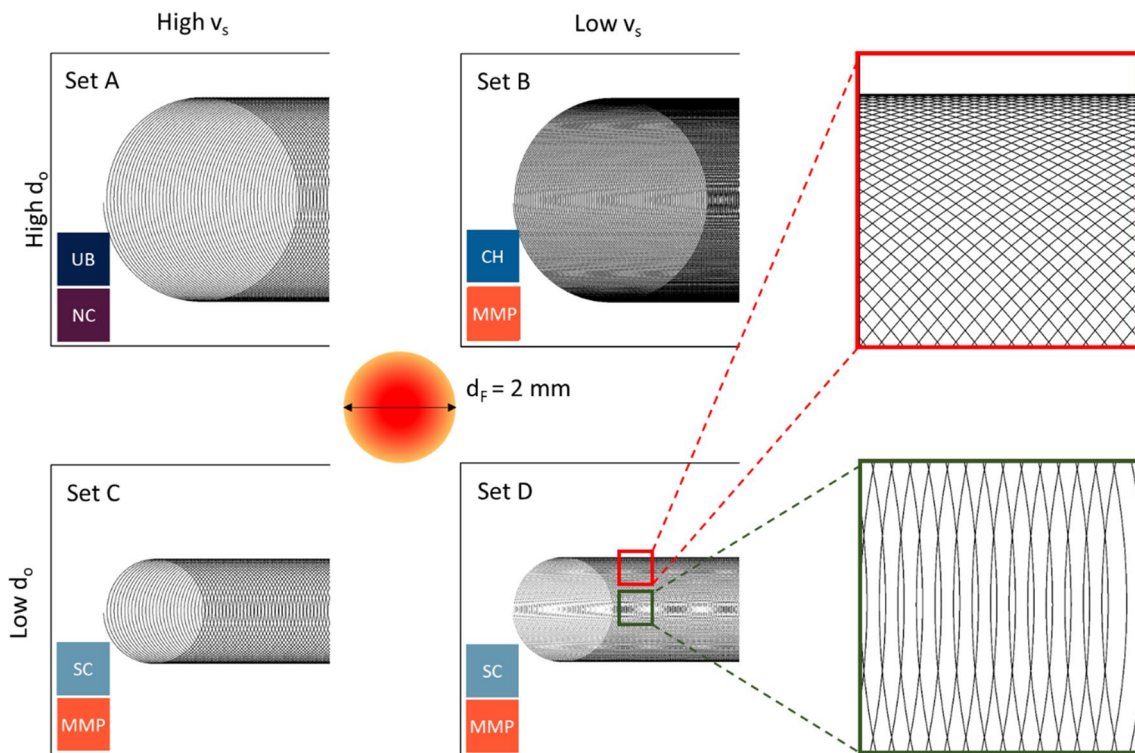 High vs
Low vs
High do
Set A
UB
NC
Set B
CH
MMP
dF = 2 mm
Low do
Set C
SC
MMP
Set D
SC
MMP